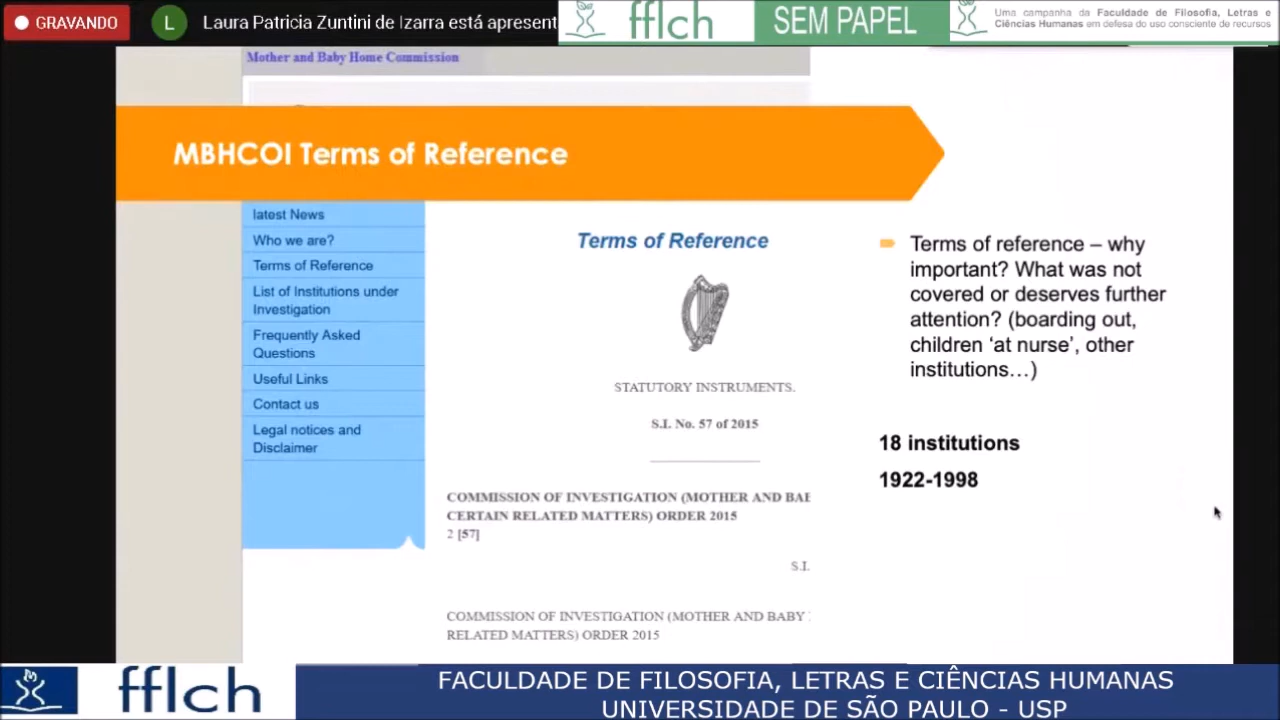 GRAVANDO
L
Laura Patricia Zuntini de Izarra está apresent
fflch
SEM PAPEL
Uma campanha da Faculdade de Filosofia, Letras e
Ciências Humanas em defesa do uso consciente de recursos
Mother and Baby Home Commission
MBHCOI Terms of Reference
latest News
Who we are?
Terms of Reference
List of Institutions under
Investigation
Frequently Asked
Questions
Useful Links
Contact us
Legal notices and
Disclaimer
Terms of Reference
STATUTORY INSTRUMENTS.
S.I. No. 57 of 2015
COMMISSION OF INVESTIGATION (MOTHER AND BAB
CERTAIN RELATED MATTERS) ORDER 2015
2 [57]
S.I.
COMMISSION OF INVESTIGATION (MOTHER AND BABY
RELATED MATTERS) ORDER 2015
Terms of reference – why
important? What was not
covered or deserves further
attention? (boarding out,
children ‘at nurse’, other
institutions…)
18 institutions
1922-1998
fflch
FACULDADE DE FILOSOFIA, LETRAS E CIÊNCIAS HUMANAS
UNIVERSIDADE DE SÃO PAULO - USP